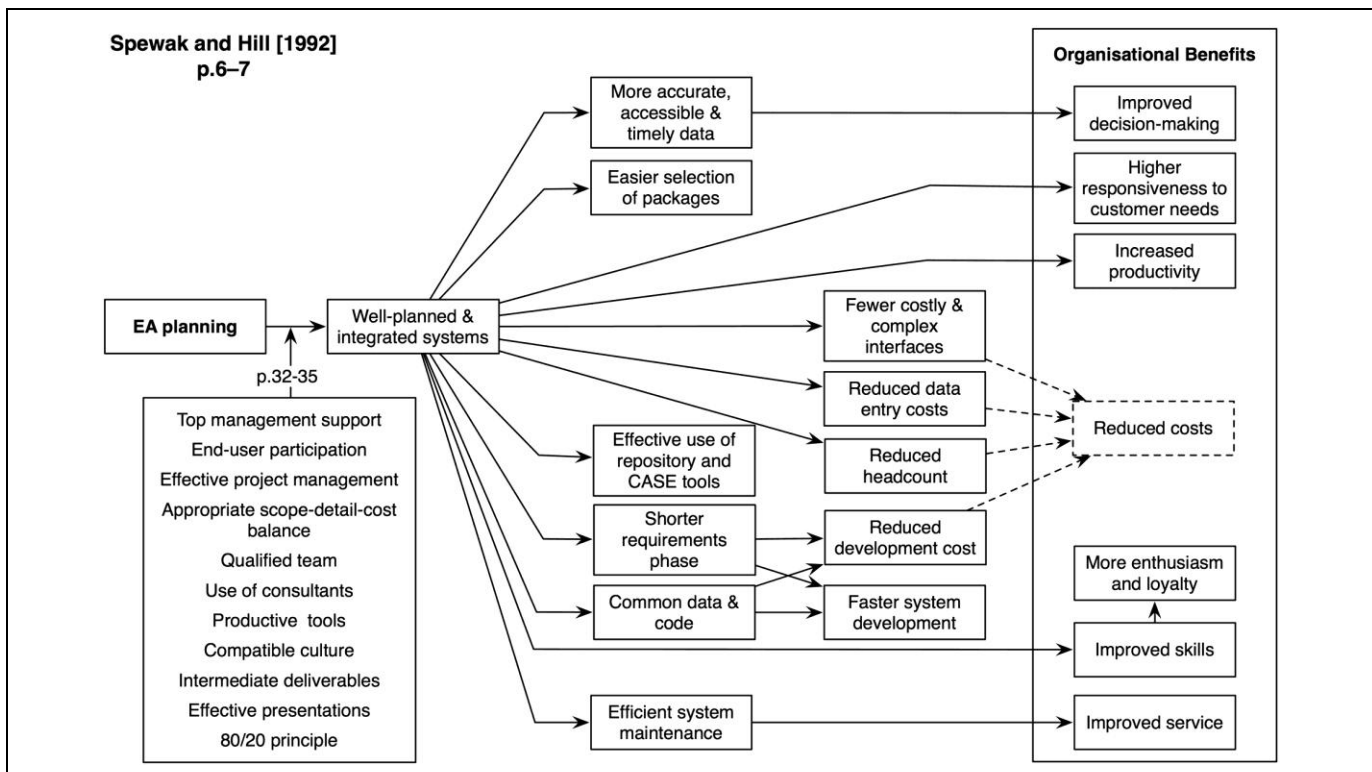 Spewak and Hill [1992]
p.6–7
EA planning
p.32-35
Top management support
End-user participation
Effective project management
Appropriate scope-detail-cost
balance
Qualified team
Use of consultants
Productive tools
Compatible culture
Intermediate deliverables
Effective presentations
80/20 principle
Well-planned &
integrated systems
More accurate,
accessible &
timely data
Easier selection
of packages
Effective use of
repository and
CASE tools
Shorter
requirements
phase
Common data &
code
Efficient system
maintenance
Fewer costly &
complex
interfaces
Reduced data
entry costs
Reduced
headcount
Reduced
development cost
Faster system
development
Organisational Benefits
Improved
decision-making
Higher
responsiveness to
customer needs
Increased
productivity
Reduced costs
More enthusiasm
and loyalty
Improved skills
Improved service